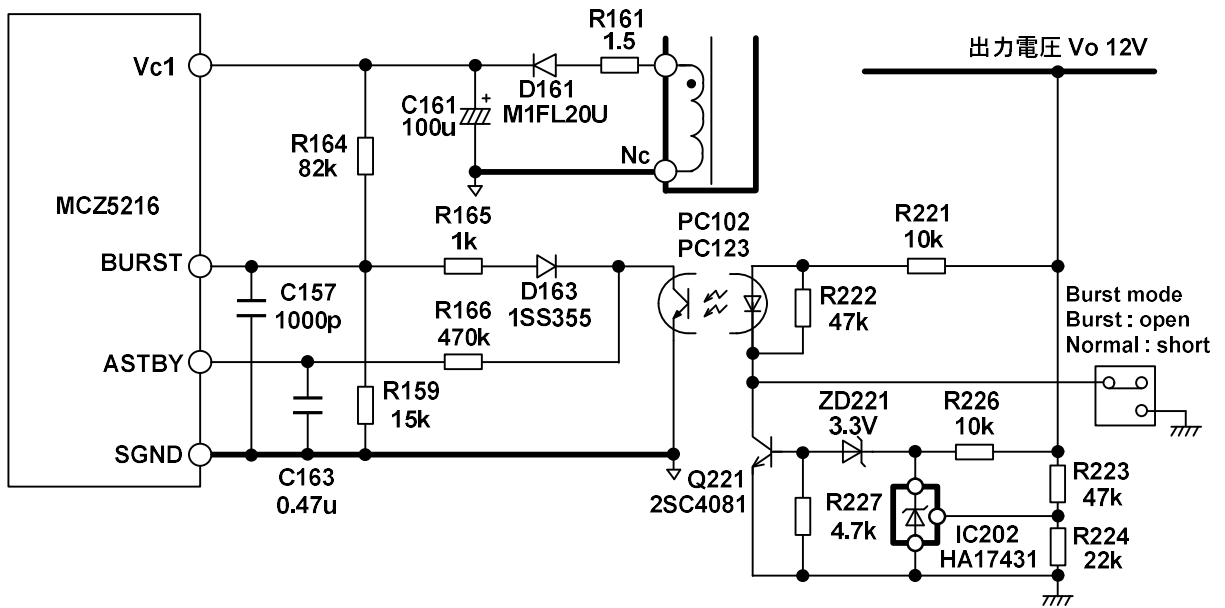 R161
1.5
出力電圧 Vo 12V
Vc1
D161
M1FL20U
C161
100u
+
R164
82k
Nc
MCZ5216
R165
1k
PC102
PC123
R221
10k
BURST
C157
1000p
D163
1SS355
R166
470k
R222
47k
Burst mode
Burst : open
Normal : short
ASTBY
R159
15k
ZD221
3.3V
R226
10k
SGND
C163
0.47u
Q221
2SC4081
R227
4.7k
IC202
HA17431
R223
47k
R224
22k